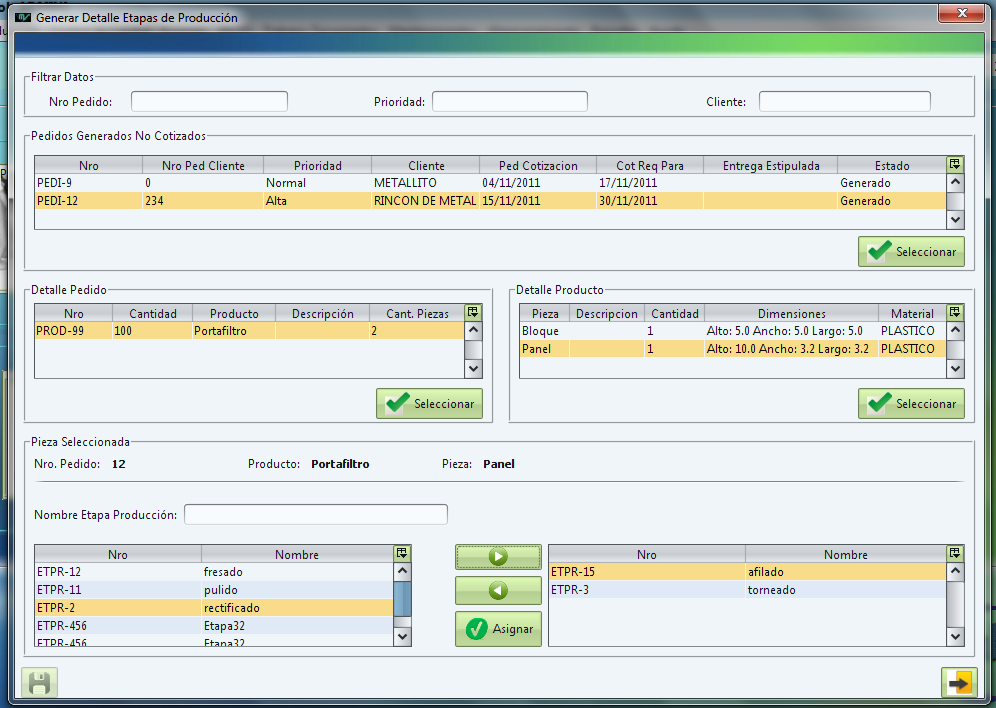 Generar Detalle Etapas de Producción
Filtrar Datos
Nro Pedido: Prioridad: Cliente:
Pedidos Generados No Cotizados
Nro Nro Ped Cliente Prioridad Cliente Ped Cotizacion Cot Req Para Entrega Estipulada Estado
PEDI-9 0 Normal METALLITO 04/11/2011 17/11/2011 Generado
PEDI-12 234 Alta RINCON DE METAL 15/11/2011 30/11/2011 Generado
Seleccionar
Detalle Pedido
Nro Cantidad Producto Descripción Cant. Piezas
PROD-99 100 Portafiltro 2
Seleccionar
Detalle Producto
Pieza Descripcion Cantidad Dimensiones Material
Bloque 1 Alto: 5.0 Ancho: 5.0 Largo: 5.0 PLASTICO
Panel 1 Alto: 10.0 Ancho: 3.2 Largo: 3.2 PLASTICO
Seleccionar
Pieza Seleccionada
Nro. Pedido: 12 Producto: Portafiltro Pieza: Panel
Nombre Etapa Producción:
Nro Nombre
ETPR-12 fresado
ETPR-11 pulido
ETPR-2 rectificado
ETPR-456 Etapa32
ETPR-456 Etapa32
Asignar
Nro Nombre
ETPR-15 afilado
ETPR-3 torneado